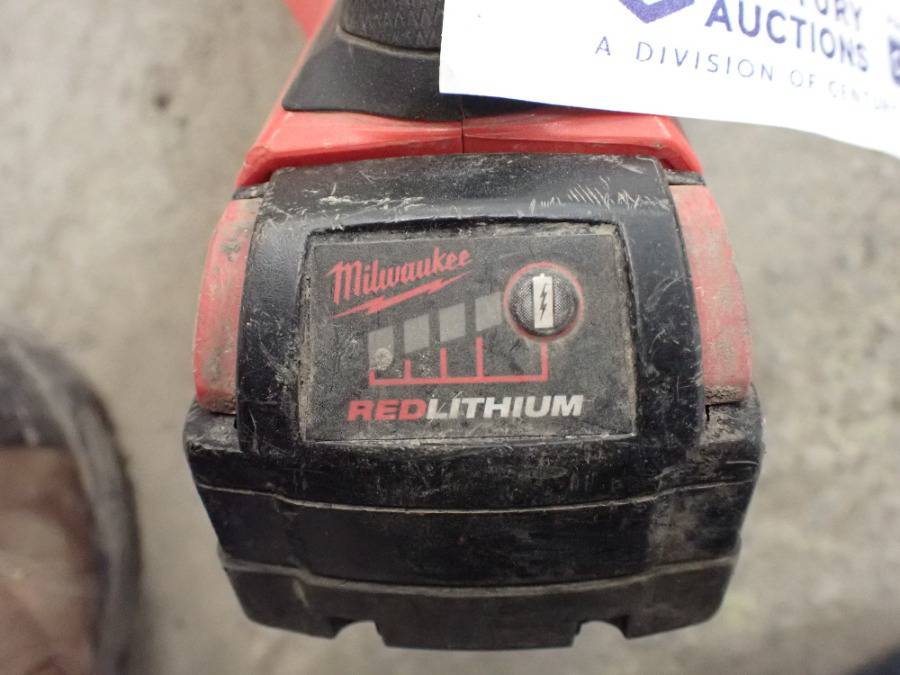 AUCTIONS
A DIVISION OF
Milwaukee
REDLITHIUM